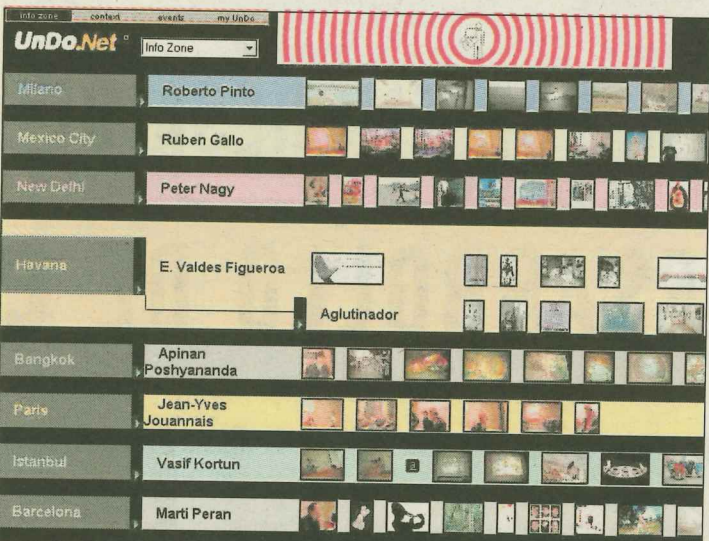 info zone context events my UnDo
UnDo.Net
Info Zone
Milano Roberto Pinto
Mexico City Ruben Gallo
New Delhi Peter Nagy
Havana E. Valdes Figueroa
Aglutinador
Bangkok Apinan
Poshyananda
Paris Jean-Yves
Jouannais
Istanbul Vasif Kortun
a
Barcelona Marti Peran